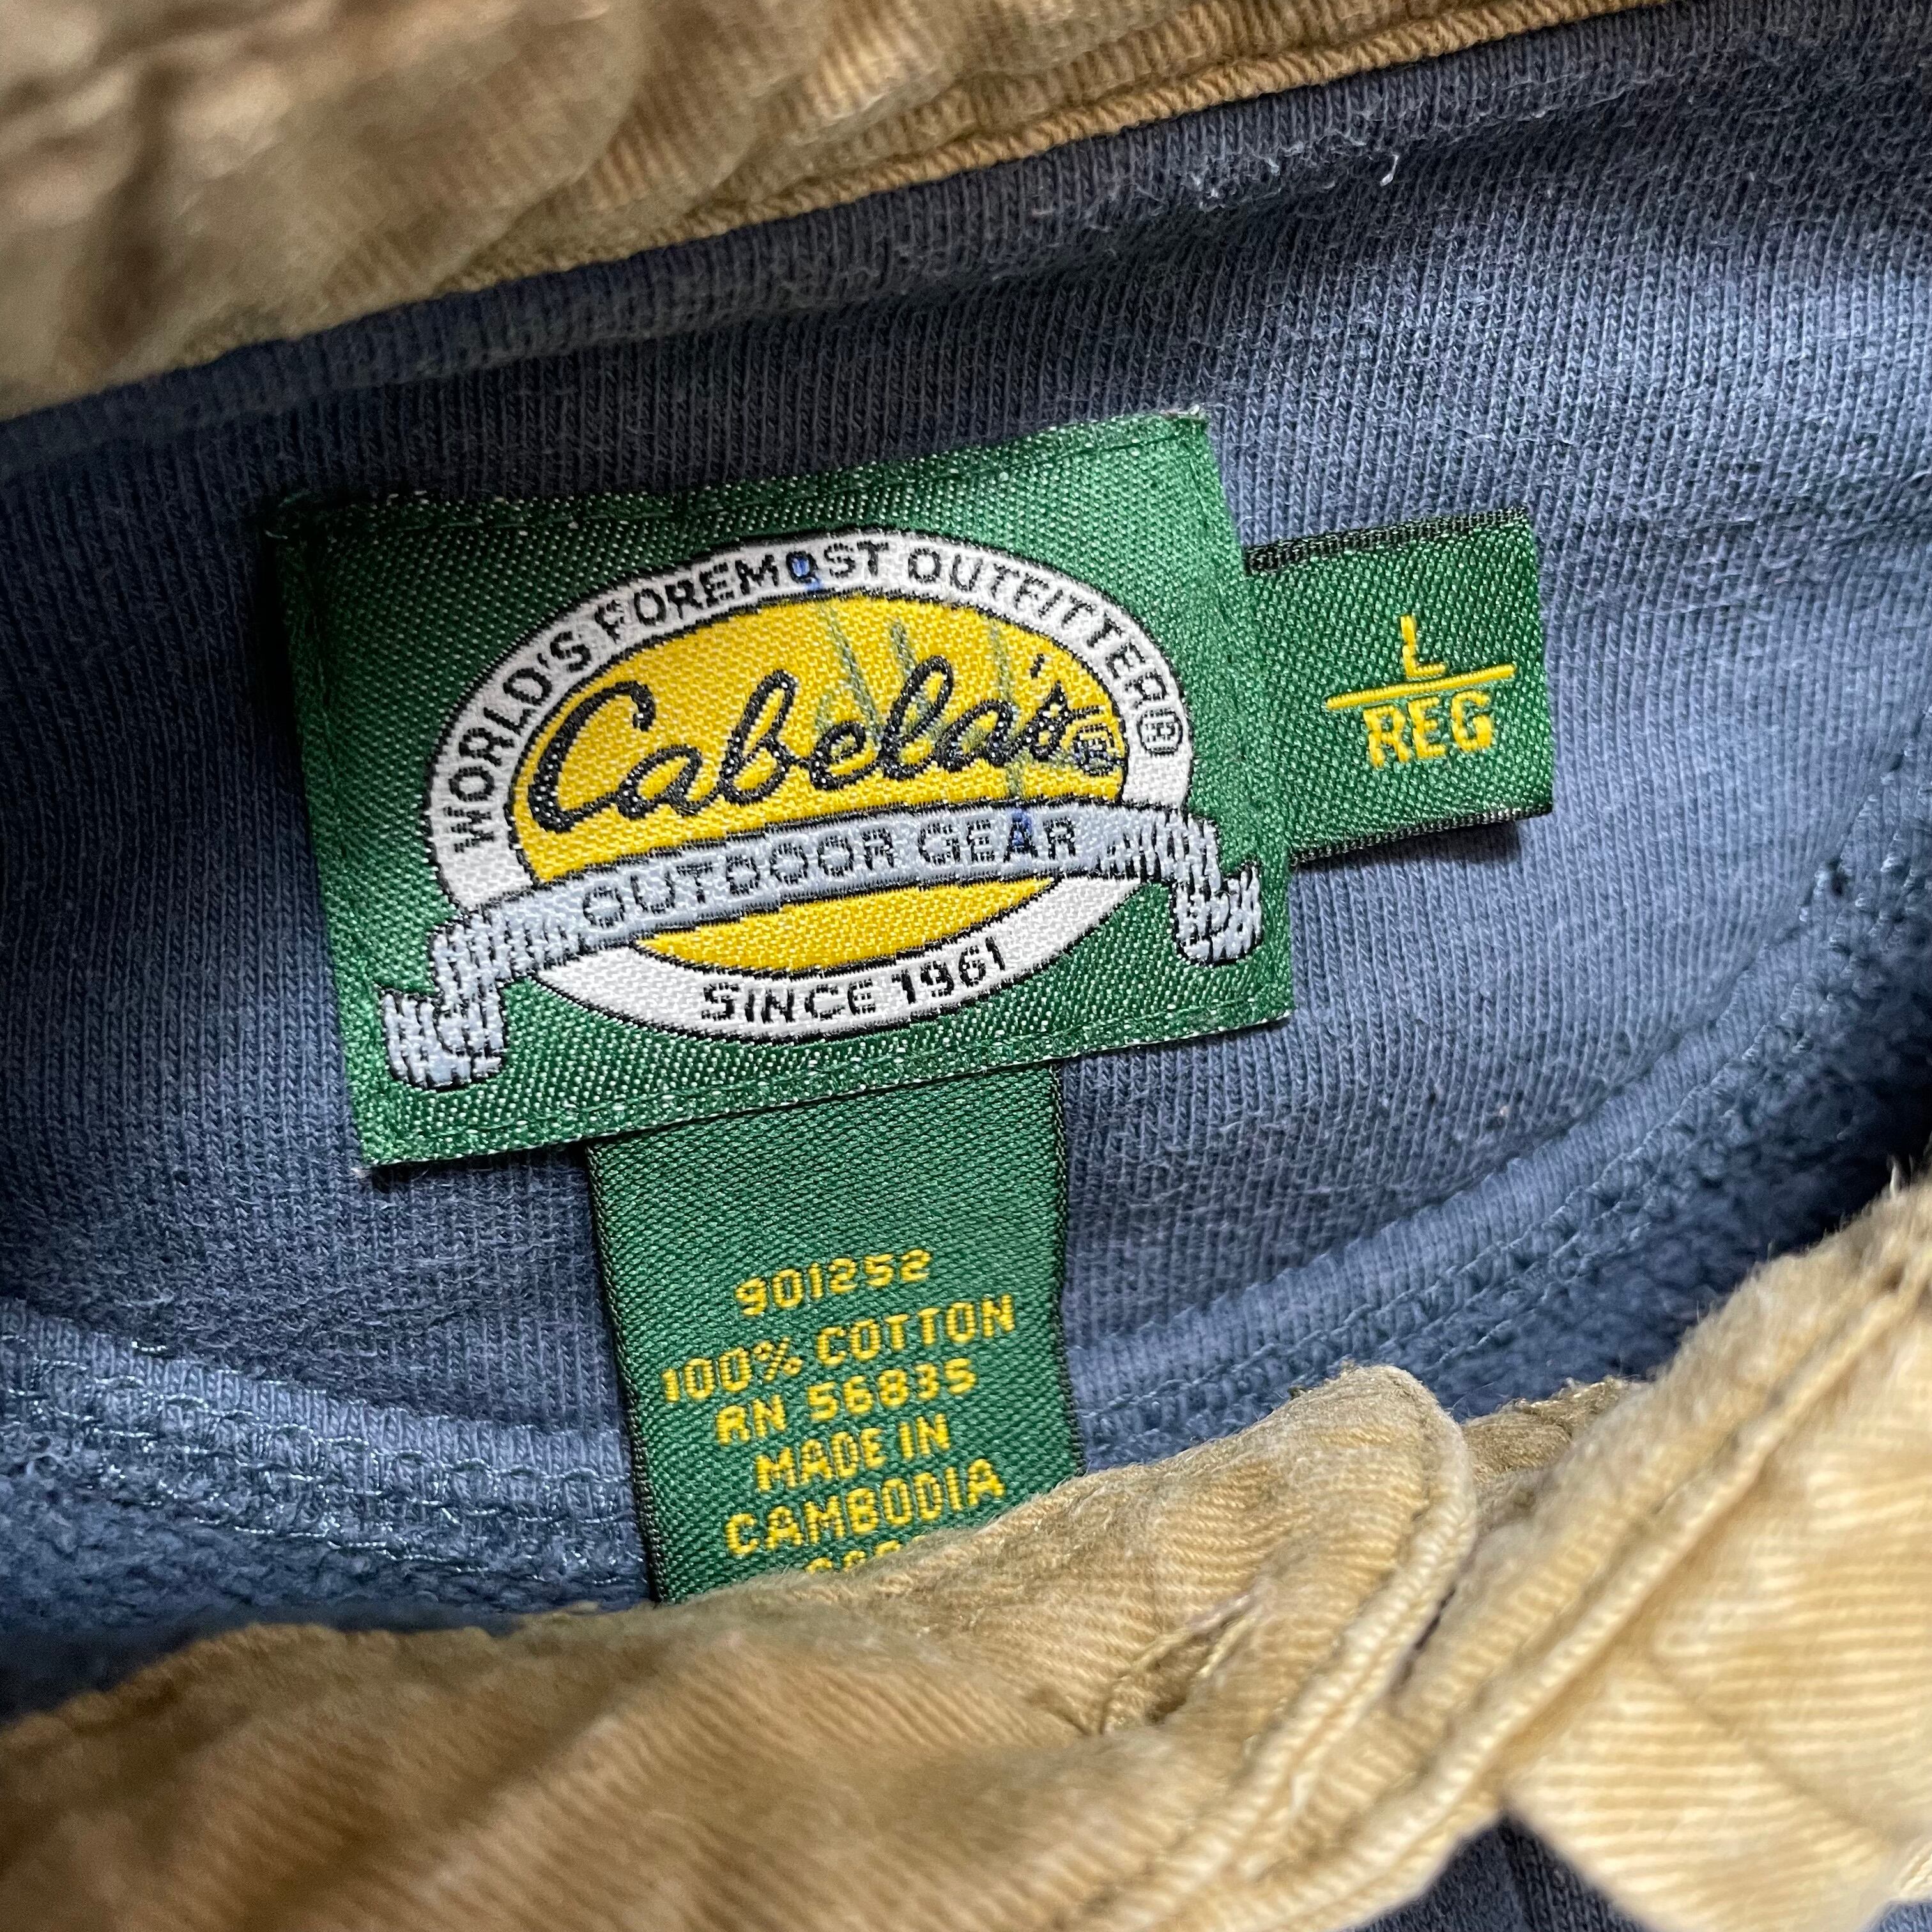 WORLD'S FOREMOST OUTFITTER®
Cabela's
OUTDOOR GEAR
SINCE 1961
L
REG
901252
100% COTTON
RN 56835
MADE IN
CAMBODIA